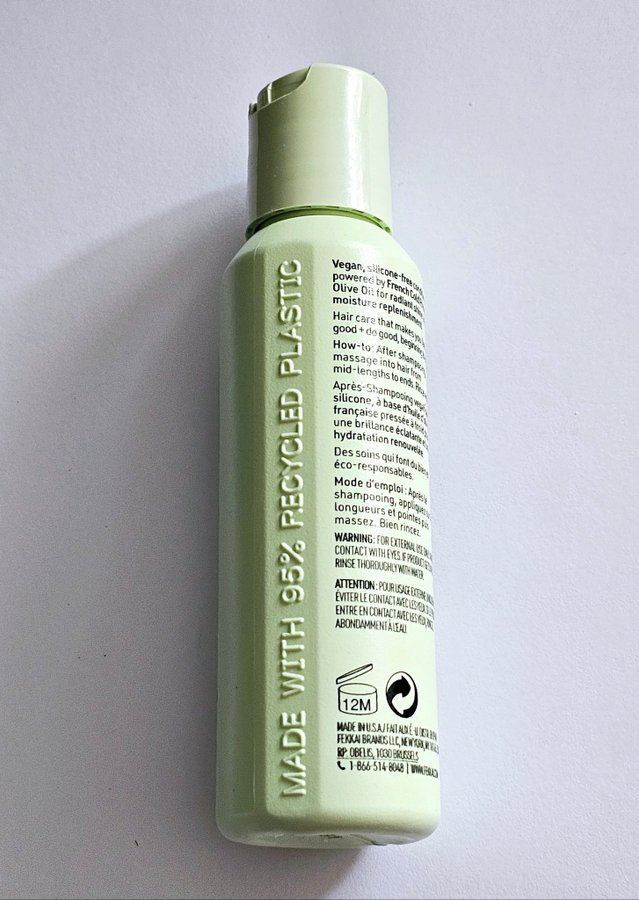 MADE WITH 95% RECYCLED PLASTIC
Vegan, silicone-free
powered by French
Olive Oil for radiant
moisture replenishment
Hair care that makes
good + do good,
How-to: After
massage into hair from
mid-lengths to ends.
Après-Shampooing
silicone, à base d'huile
française pressée à
une brillance éclatante
hydratation renouvelée.
Des soins qui font du
éco-responsables.
Mode d'emploi : Après le
shampooing, appliquez
longueurs et pointes puis
massez. Bien rincer.
WARNING: FOR EXTERNAL USE
CONTACT WITH EYES. IF PRODUCT
RINSE THOROUGHLY WITH WATER.
ATTENTION : POUR USAGE EXTERNE
ÉVITER LE CONTACT AVEC LES YEUX.
ENTRE EN CONTACT AVEC LES YEUX,
ABONDAMMENT À L'EAU.
12M
MADE IN U.S.A./FAIT AUX É.-U.
FEKKAI BRANDS LLC, NEW YORK, NY
RP: OBELIS, 1030 BRUSSELS
1-866-514-8048 |